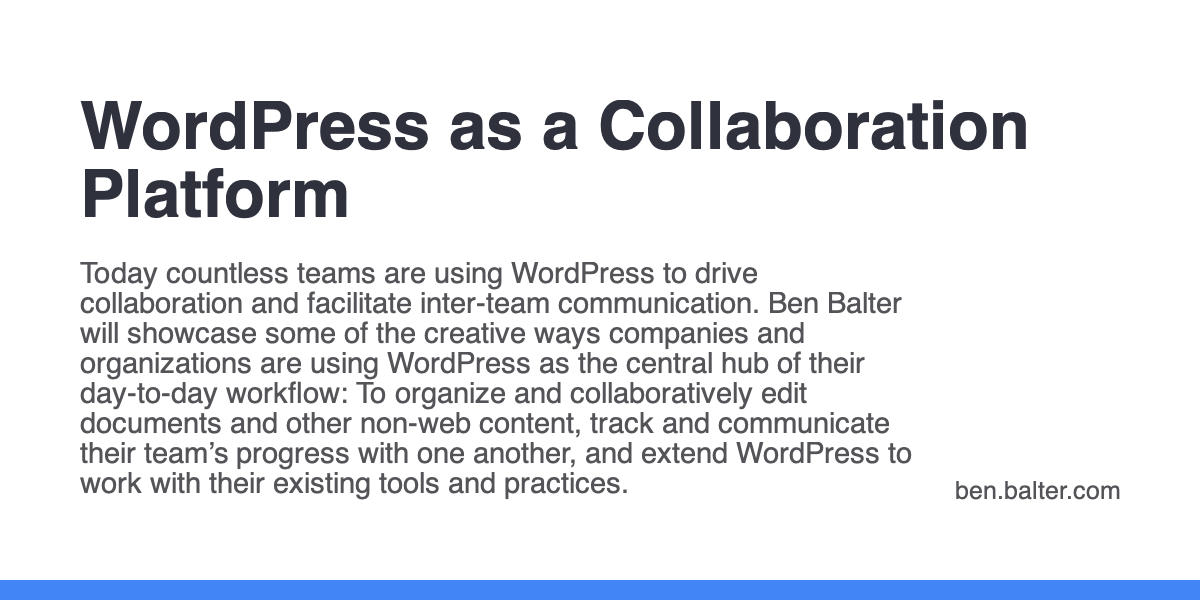 WordPress as a Collaboration
Platform
Today countless teams are using WordPress to drive
collaboration and facilitate inter-team communication. Ben Balter
will showcase some of the creative ways companies and
organizations are using WordPress as the central hub of their
day-to-day workflow: To organize and collaboratively edit
documents and other non-web content, track and communicate
their team’s progress with one another, and extend WordPress to
work with their existing tools and practices.
ben.balter.com